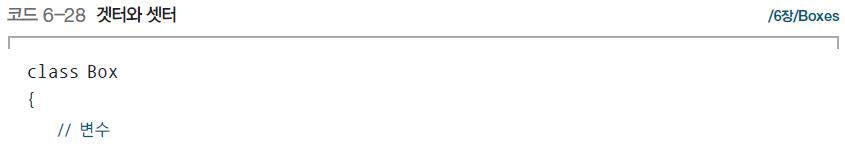 코드 6-28 겟터와 셋터 /6장/Boxes
class Box
{
// 변수